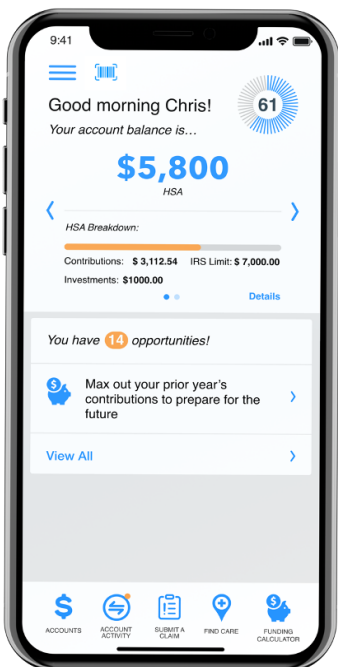 9:41
Good morning Chris!
61
Your account balance is...
$5,800
HSA
HSA Breakdown:
Contributions: $ 3,112.54 IRS Limit: $ 7,000.00
Investments: $1000.00
Details
You have 14 opportunities!
Max out your prior year's
contributions to prepare for the
future
View All
ACCOUNTS
ACCOUNT
ACTIVITY
SUBMIT A
CLAIM
FIND CARE
FUNDING
CALCULATOR